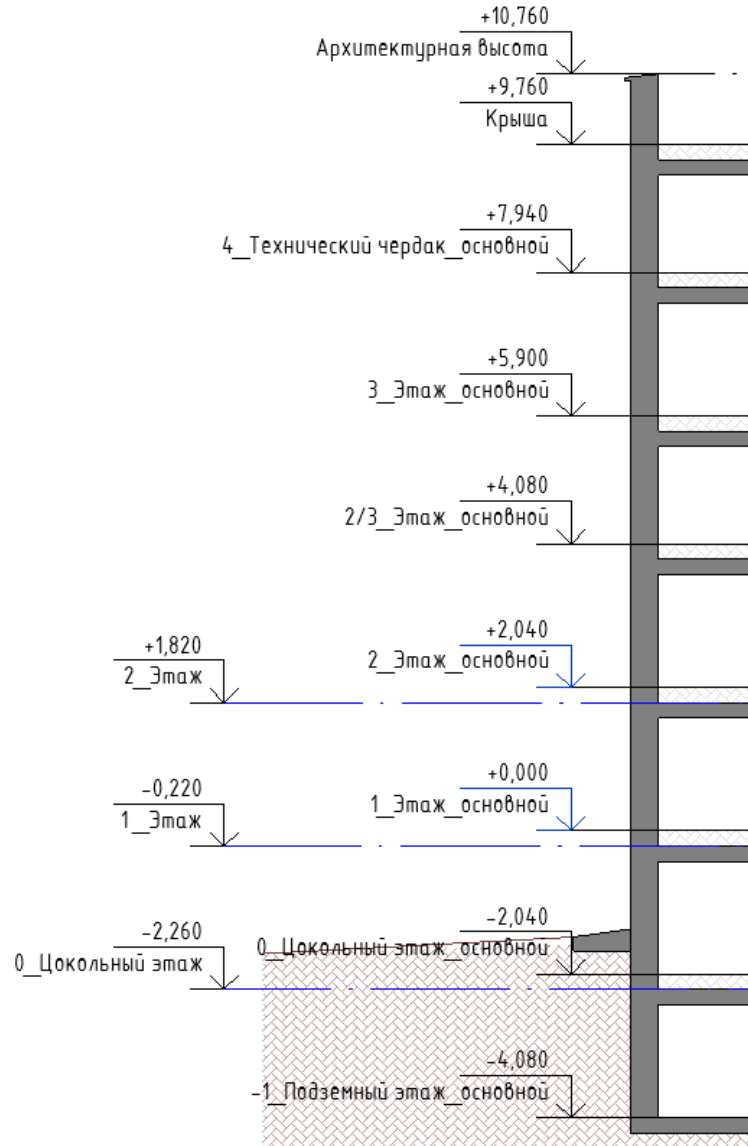 +10,760
Архитектурная высота
+9,760
Крыша
+7,940
4_Технический чердак_основной
+5,900
3_Этаж_основной
+4,080
2/3_Этаж_основной
+1,820
2_Этаж
+2,040
2_Этаж_основной
-0,220
1_Этаж
+0,000
1_Этаж_основной
-2,260
0_Цокольный этаж
-2,040
0_Цокольный этаж_основной
-4,080
-1_Подземный этаж_основной